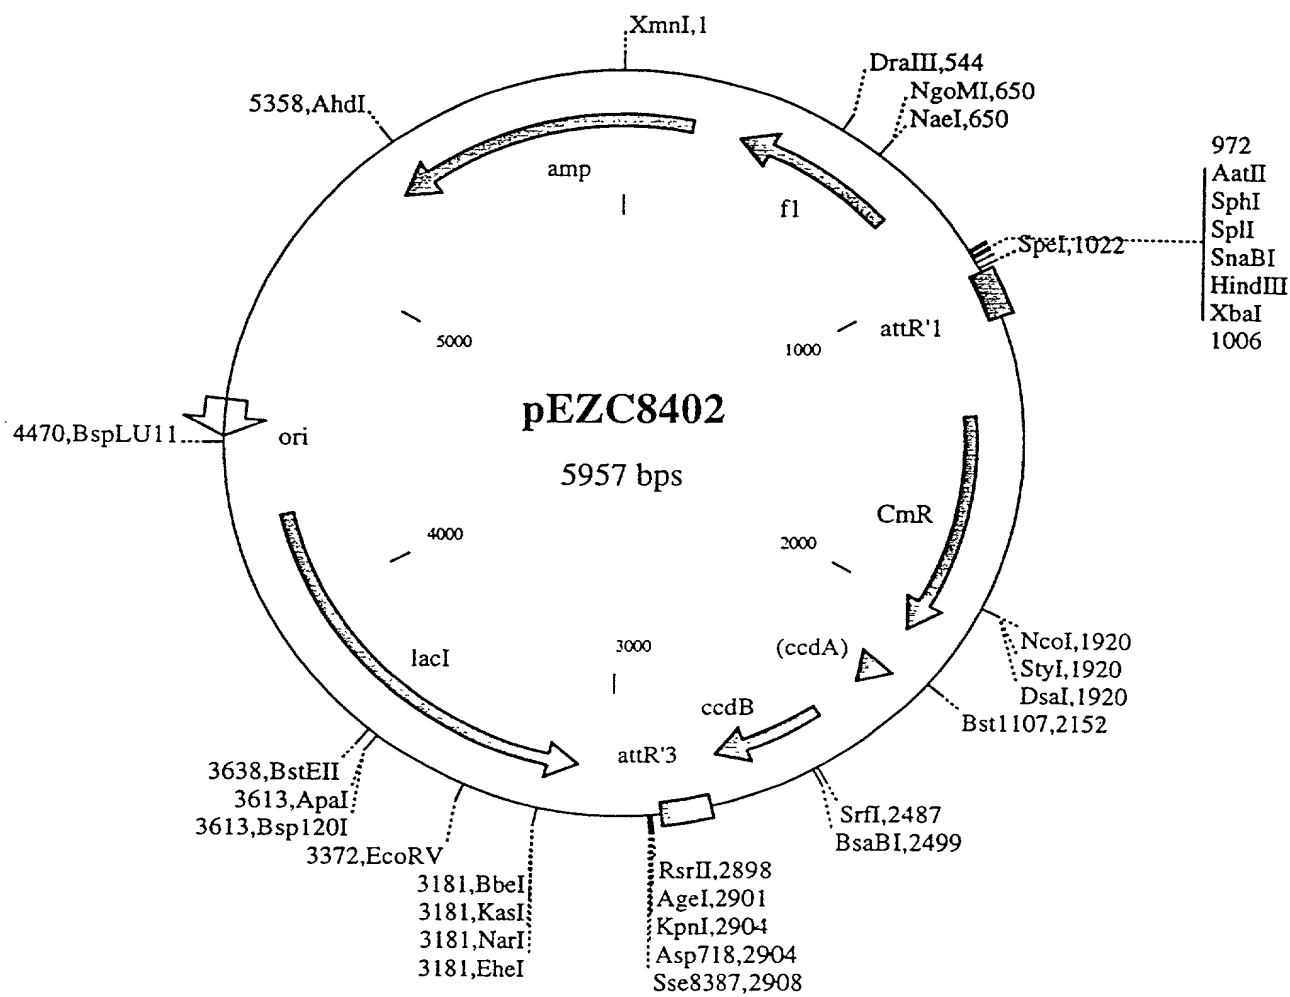 XmnI,1
DraIII,544
NgoMI,650
NaeI,650
5358,AhdI
972
AatII
SphI
SplI
SnaBI
HindIII
XbaI
1006
SpeI,1022
amp
f1
attR'1
5000
1000
pEZC8402
5957 bps
4470,BspLU11
ori
CmR
4000
2000
NcoI,1920
StyI,1920
DsaI,1920
Bst1107,2152
(ccdA)
lacI
3000
ccdB
attR'3
3638,BstEII
3613,ApaI
3613,Bsp120I
3372,EcoRV
SrfI,2487
BsaBI,2499
3181,BbeI
3181,KasI
3181,NarI
3181,EheI
RsrII,2898
AgeI,2901
KpnI,2904
Asp718,2904
Sse8387,2908